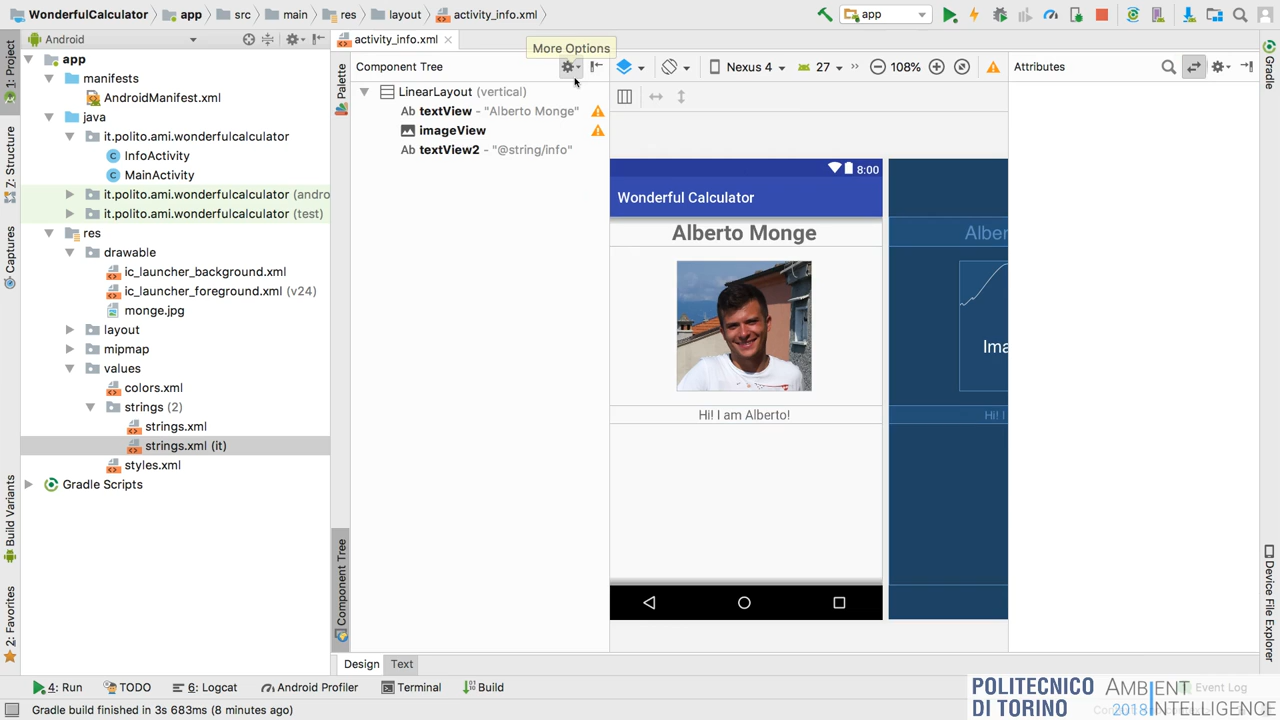 WonderfulCalculator app src main res layout activity_info.xml app
Android activity_info.xml
More Options
1: Project
Z: Structure
Captures
Build Variants
2: Favorites
app
manifests
AndroidManifest.xml
java
it.polito.ami.wonderfulcalculator
InfoActivity
MainActivity
it.polito.ami.wonderfulcalculator (andro
it.polito.ami.wonderfulcalculator (test)
res
drawable
ic_launcher_background.xml
ic_launcher_foreground.xml (v24)
monge.jpg
layout
mipmap
values
colors.xml
strings (2)
strings.xml
strings.xml (it)
styles.xml
Gradle Scripts
Palette
Component Tree
Component Tree
LinearLayout (vertical)
Ab textView - "Alberto Monge"
imageView
Ab textView2 - "@string/info"
Nexus 4 27 108%
8:00
Wonderful Calculator
Alberto Monge
Hi! I am Alberto!
Alber
Ima
Hi! I
Attributes
Gradle
Device File Explorer
Design Text
4: Run TODO 6: Logcat Android Profiler Terminal Build Event Log
Gradle build finished in 3s 683ms (8 minutes ago)
POLITECNICO
DI TORINO
AMBIENT
2018 INTELLIGENCE